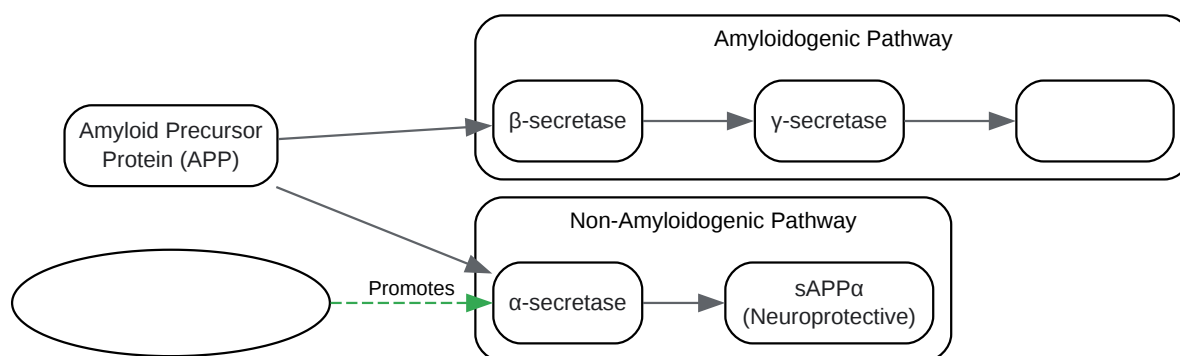 Amyloidogenic Pathway
Amyloid Precursor
Protein (APP)
β-secretase
γ-secretase
Non-Amyloidogenic Pathway
Promotes
α-secretase
sAPPα
(Neuroprotective)